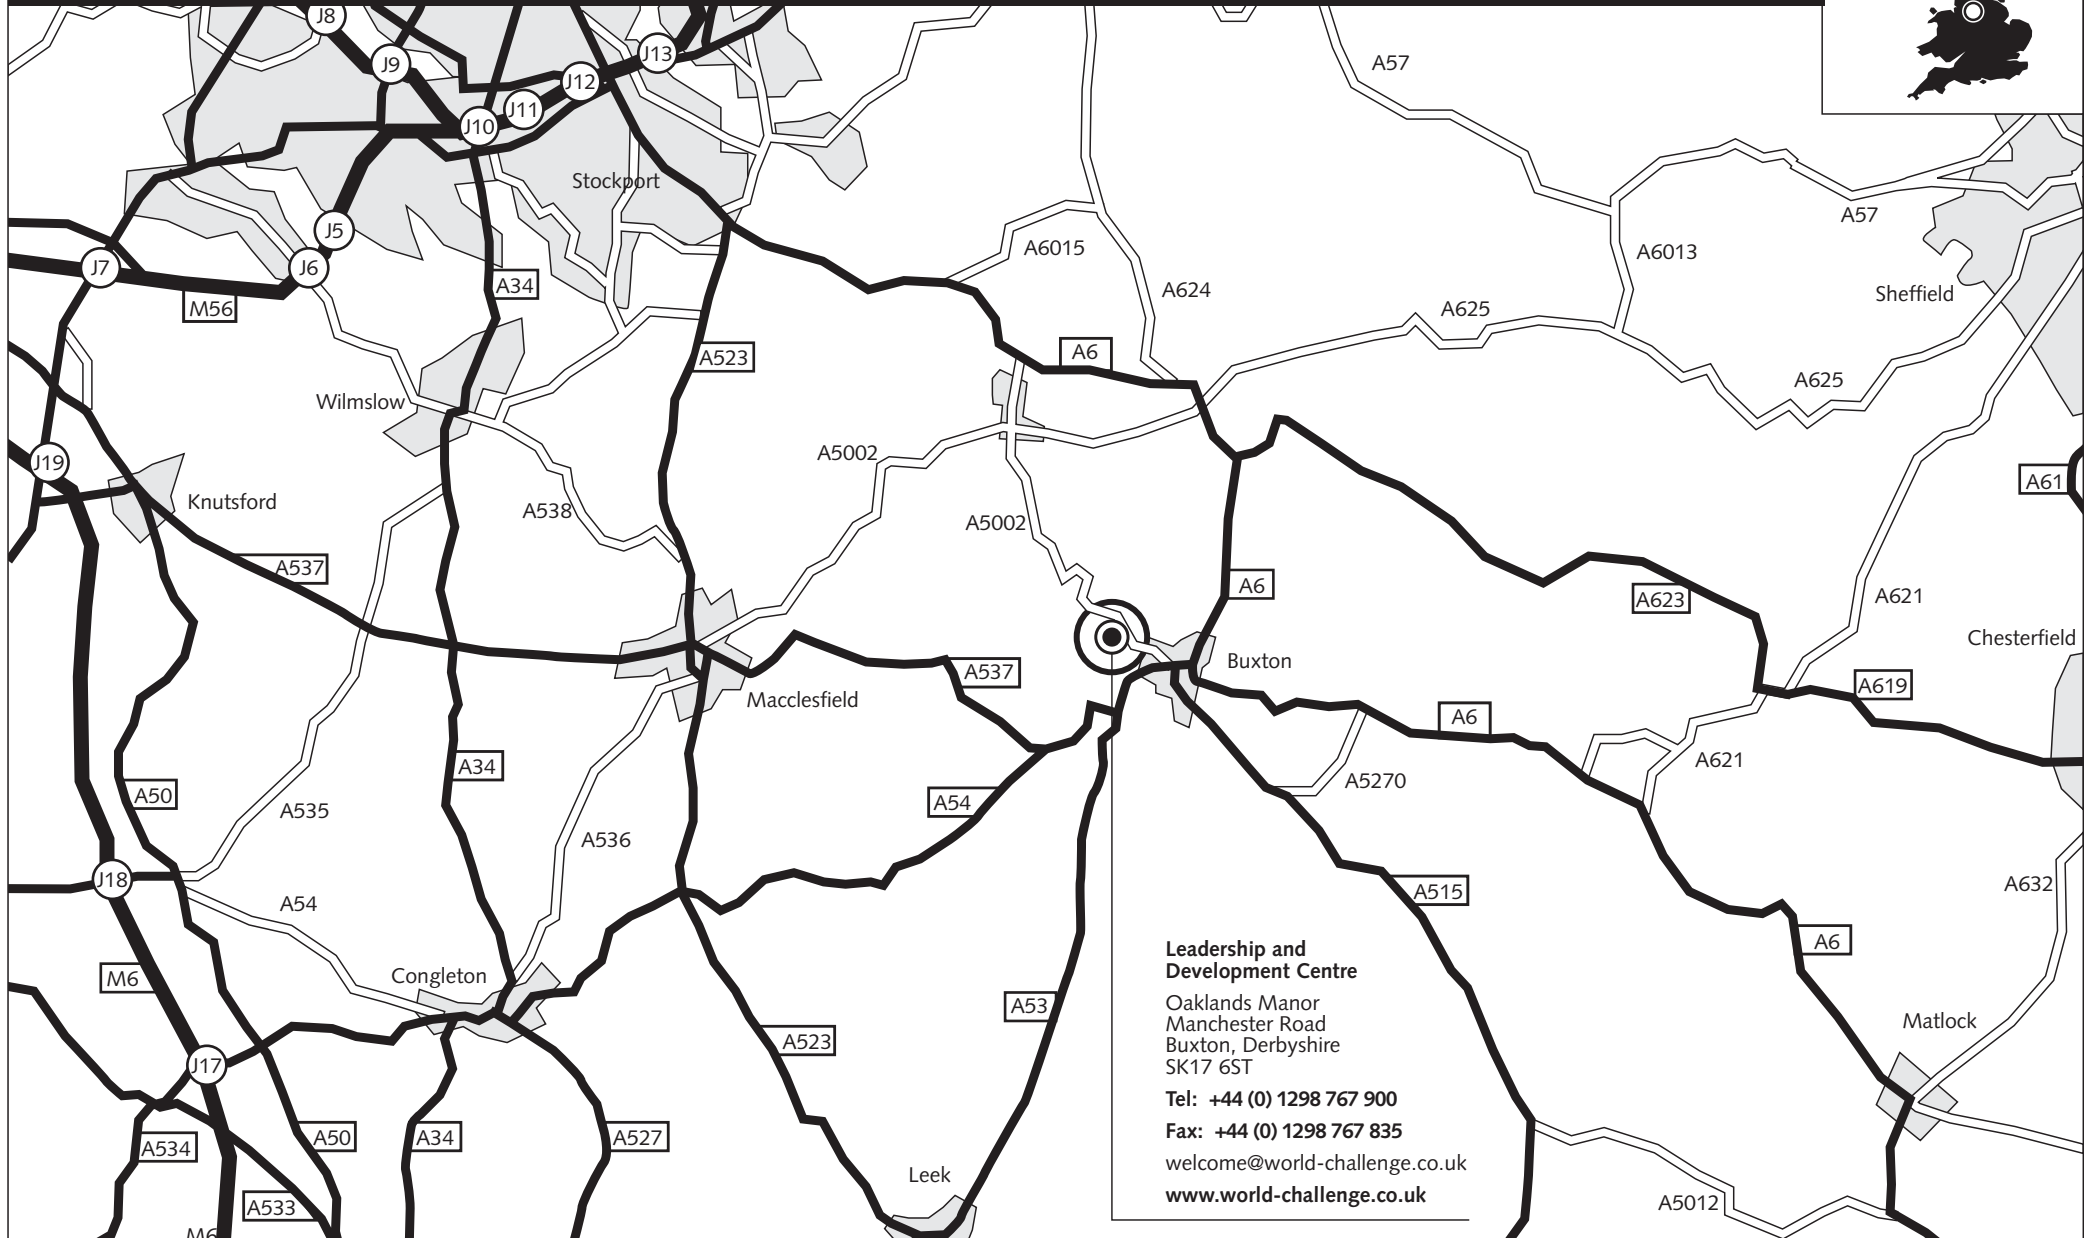 J8
J9
J13
J12
J11
J10
A57
Stockport
J5
A57
A6015
A6013
J7
J6
A34
M56
A624
Sheffield
A625
A523
A6
A625
Wilmslow
A5002
J19
A61
Knutsford
A538
A5002
A537
A6
A623
A621
Chesterfield
Buxton
A537
A619
Macclesfield
A6
A34
A621
A50
A5270
A54
A535
A536
J18
A632
A515
A54
A6
Leadership and
Development Centre
Congleton
M6
Oaklands Manor
A53
Manchester Road
Matlock
Buxton, Derbyshire
A523
SK17 6ST
J17
Tel: +44 (0) 1298 767 900
Fax: +44 (0) 1298 767 835
A534
A50
A34
A527
welcome@world-challenge.co.uk
Leek
www.world-challenge.co.uk
A5012
A533
M6